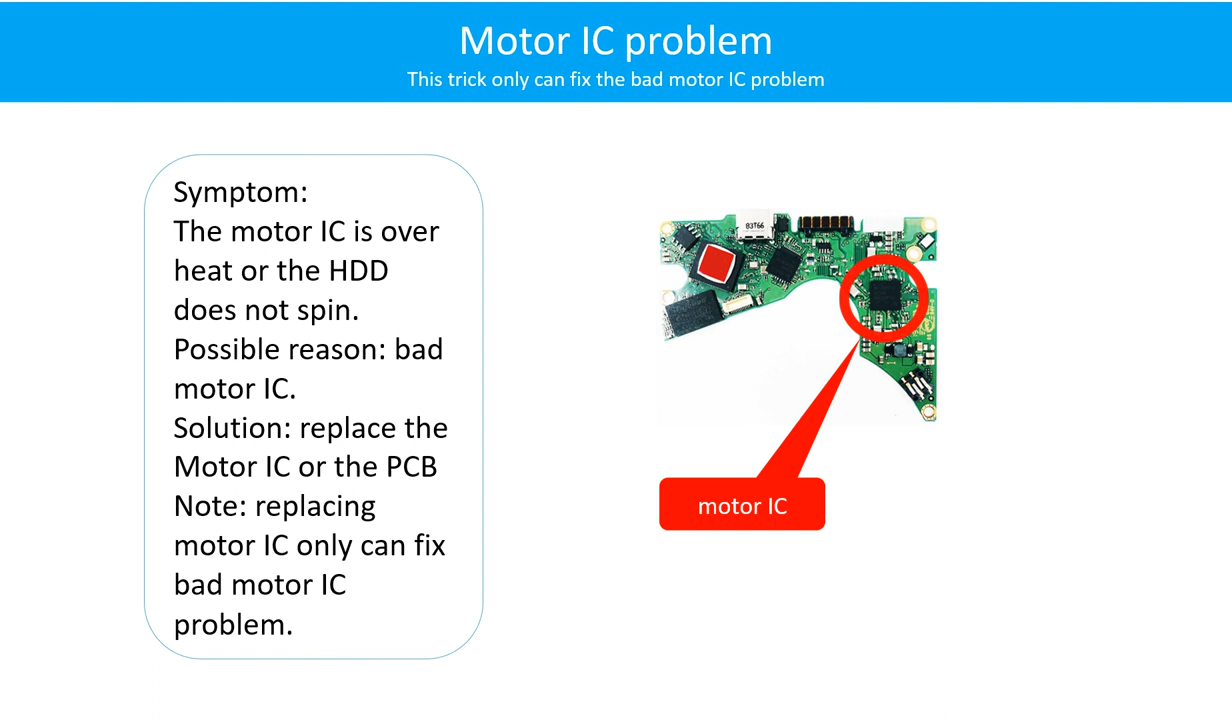 Motor IC problem
This trick only can fix the bad motor IC problem
Symptom:
The motor IC is over
heat or the HDD
does not spin.
Possible reason: bad
motor IC.
Solution: replace the
Motor IC or the PCB
Note: replacing
motor IC only can fix
bad motor IC
problem.
83T66
motor IC